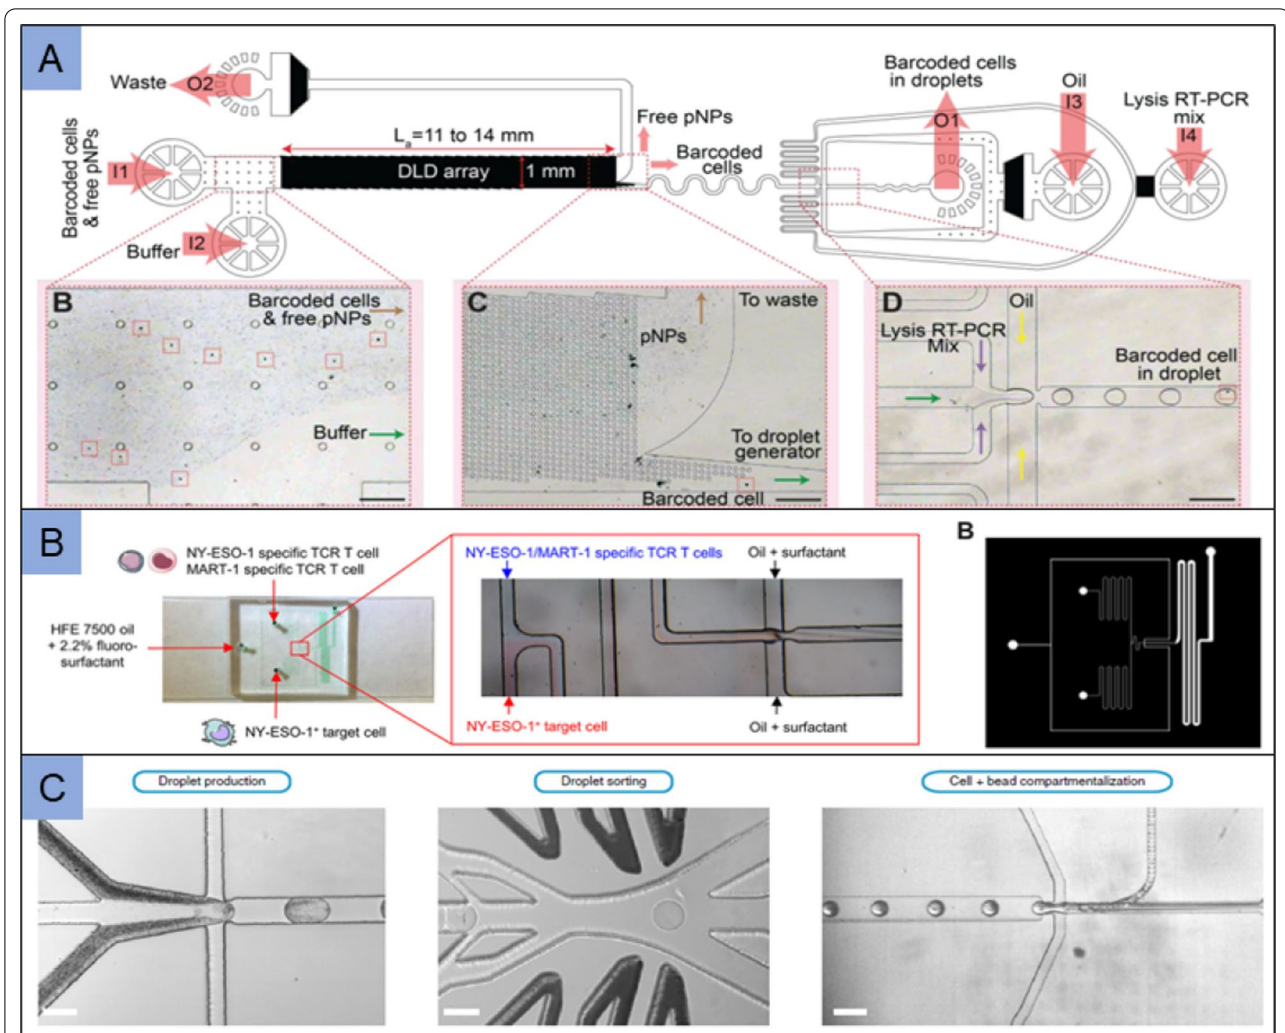 A
Waste
O2
Barcoded cells
& free pNPs
I1
Buffer
I2
Lₐ=11 to 14 mm
DLD array
1 mm
Free pNPs
Barcoded
cells
Barcoded cells
in droplets
O1
Oil
I3
Lysis RT-PCR
mix
I4
B
Barcoded cells
& free pNPs
Buffer
C
To waste
pNPs
To droplet
generator
Barcoded cell
D
Oil
Lysis RT-PCR
Mix
Barcoded cell
in droplet
B
NY-ESO-1 specific TCR T cell
MART-1 specific TCR T cell
HFE 7500 oil
+ 2.2% fluoro-
surfactant
NY-ESO-1⁺ target cell
NY-ESO-1/MART-1 specific TCR T cells
Oil + surfactant
NY-ESO-1⁺ target cell
Oil + surfactant
B
C
Droplet production
Droplet sorting
Cell + bead compartmentalization